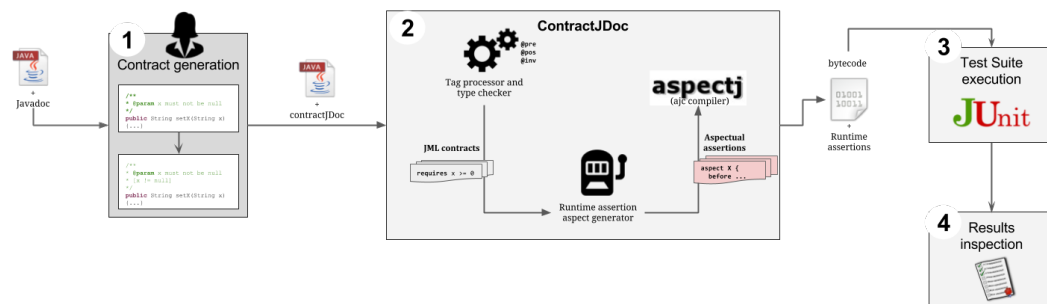 JAVA
+
Javadoc
1
Contract generation
/**
* @param x must not be null
*/
public String setX(String x)
[...]
/**
* @param x must not be null
* [x != null]
*/
public String setX(String x)
[...]
JAVA
+
contractJDoc
2
ContractJDoc
@pre
@pos
@inv
Tag processor and
type checker
JML contracts
requires x >= 0
Runtime assertion
aspect generator
aspectj
(ajc compiler)
Aspectual
assertions
aspect X {
before ...
bytecode
01001
10011
+
Runtime
assertions
3
Test Suite
execution
JUnit
4
Results
inspection